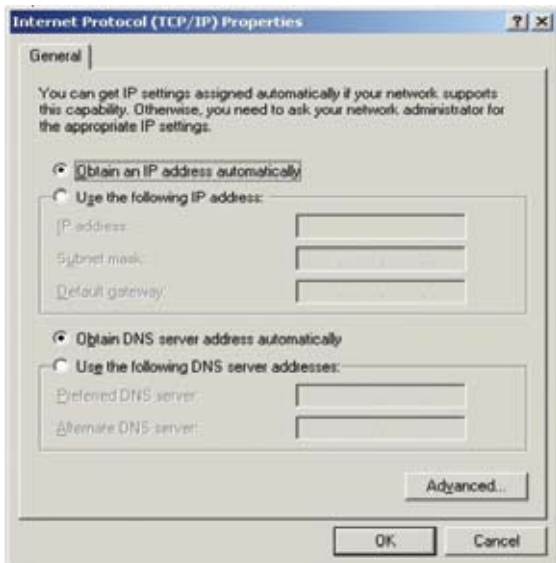 Internet Protocol (TCP/IP) Properties
General
You can get IP settings assigned automatically if your network supports
this capability. Otherwise, you need to ask your network administrator for
the appropriate IP settings.
Obtain an IP address automatically
Use the following IP address:
IP address:
Subnet mask:
Default gateway:
Obtain DNS server address automatically
Use the following DNS server addresses:
Preferred DNS server:
Alternate DNS server:
Advanced...
OK
Cancel